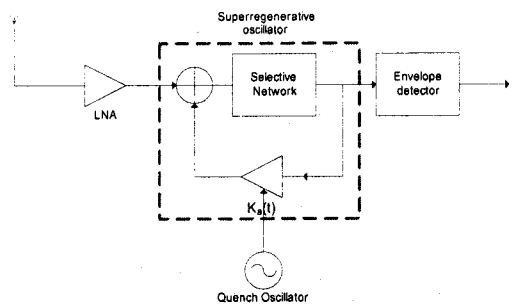 Superregenerative
oscillator
LNA
Selective
Network
Envelope
detector
Ka(t)
Quench Oscillator